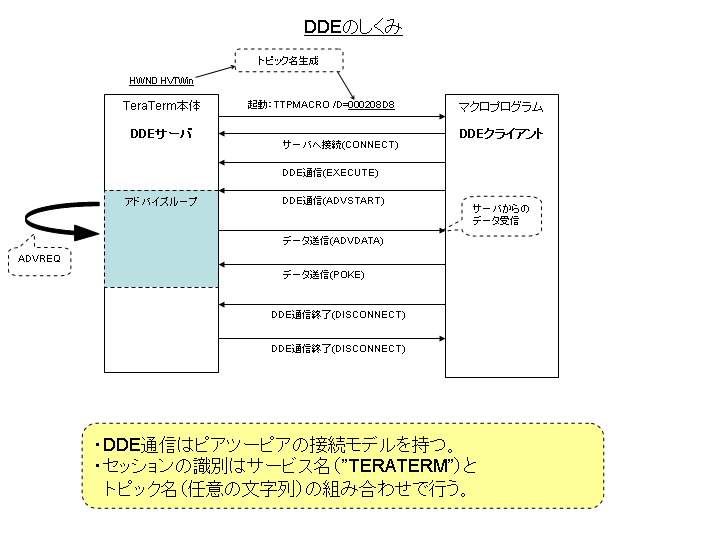 DDEのしくみ
トピック名生成
HWND HVTWin
TeraTerm本体
DDEサーバ
起動：TTPMACRO /D=000208D8
マクロプログラム
DDEクライアント
サーバへ接続(CONNECT)
DDE通信(EXECUTE)
アドバイズループ
DDE通信(ADVSTART)
サーバからの
データ受信
データ送信(ADVDATA)
ADVREQ
データ送信(POKE)
DDE通信終了(DISCONNECT)
DDE通信終了(DISCONNECT)
・DDE通信はピアツーピアの接続モデルを持つ。
・セッションの識別はサービス名（”TERATERM”）と
トピック名（任意の文字列）の組み合わせで行う。